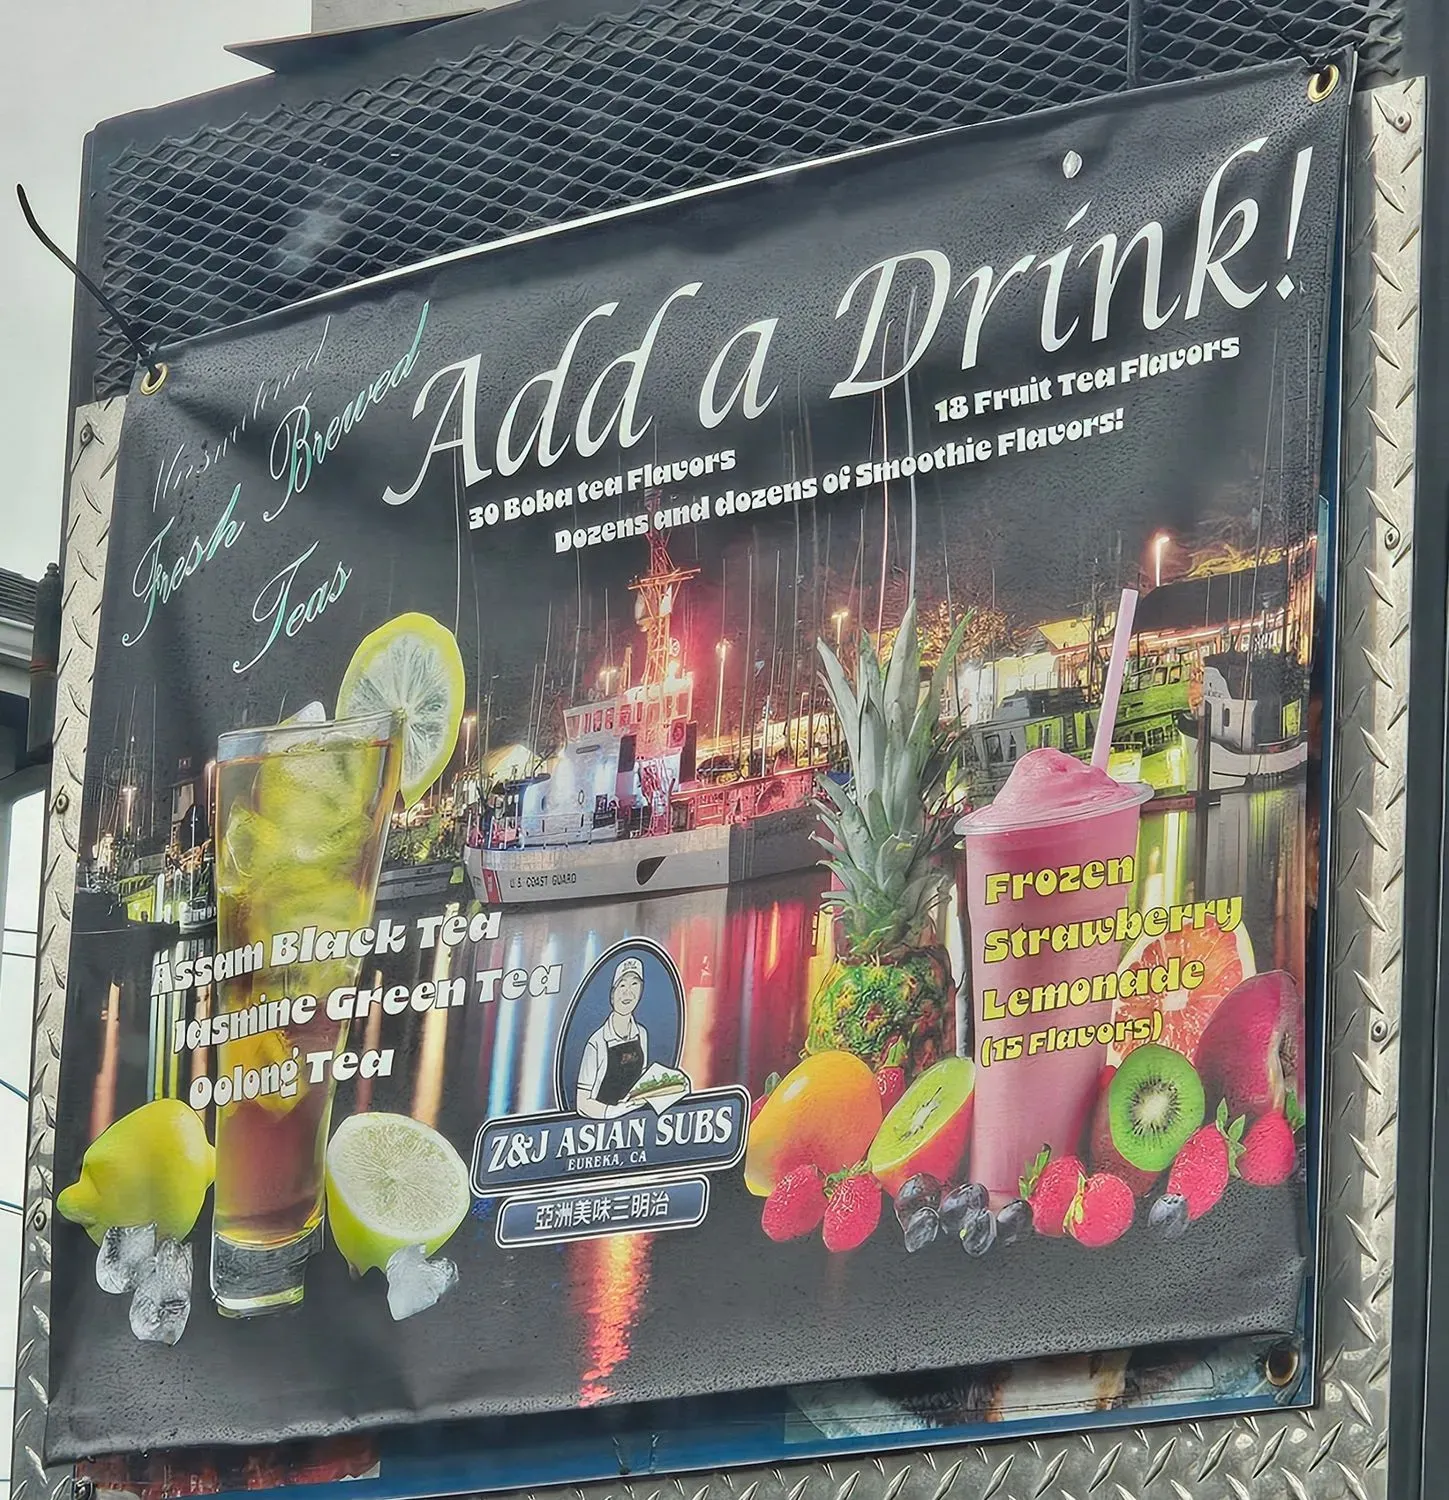 Add a Drink!
30 Boba tea Flavors
18 Fruit Tea Flavors
Dozens and dozens of Smoothie Flavors!
Fresh Brewed
Teas
U.S. COAST GUARD
Assam Black Tea
Jasmine Green Tea
Oolong Tea
Frozen
Strawberry
Lemonade
(15 Flavors)
Z&J ASIAN SUBS
EUREKA, CA
亞洲美味三明治